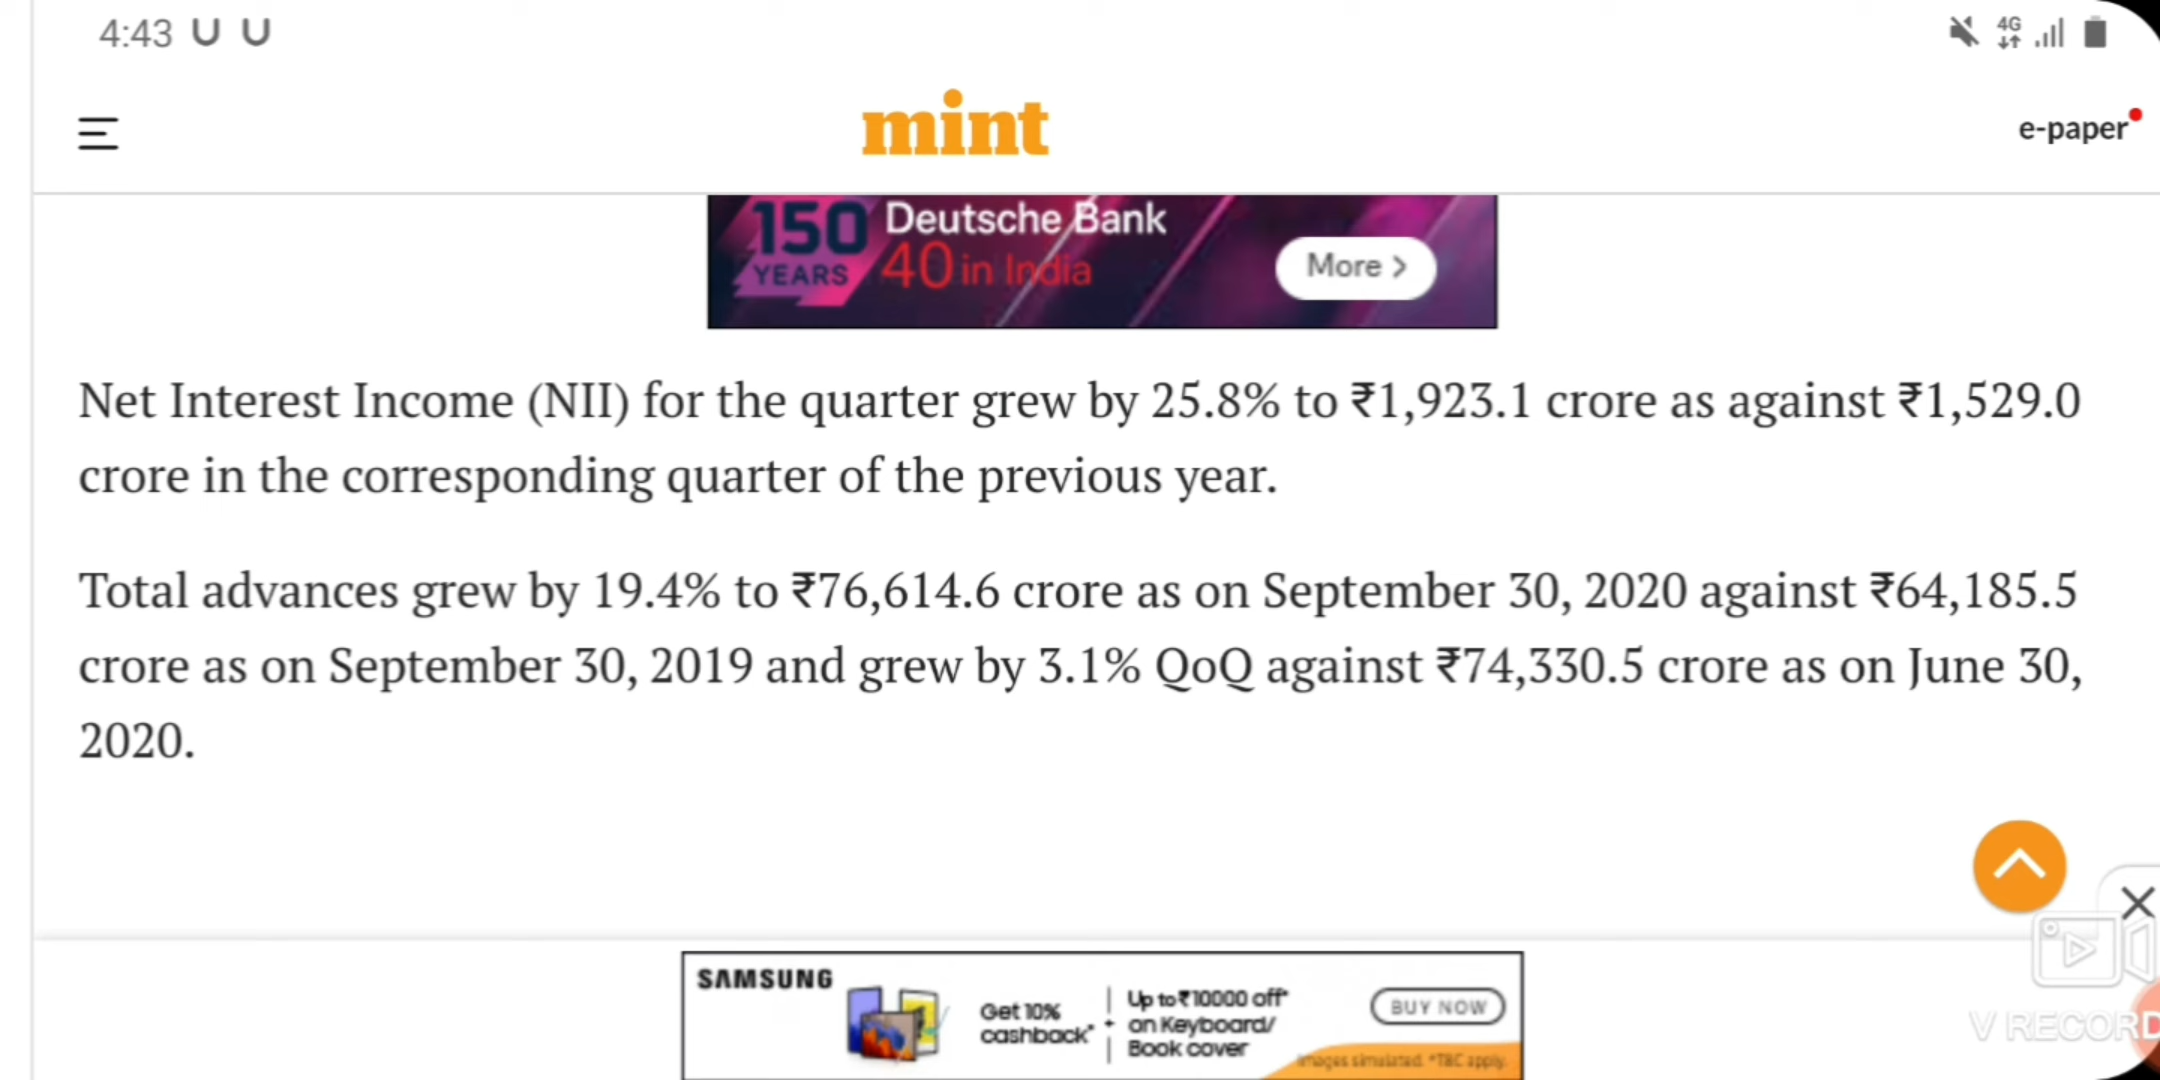 4:43
4G
mint
e-paper
150 YEARS
Deutsche Bank
40 in India
More >
Net Interest Income (NII) for the quarter grew by 25.8% to ₹1,923.1 crore as against ₹1,529.0
crore in the corresponding quarter of the previous year.
Total advances grew by 19.4% to ₹76,614.6 crore as on September 30, 2020 against ₹64,185.5
crore as on September 30, 2019 and grew by 3.1% QoQ against ₹74,330.5 crore as on June 30,
2020.
SAMSUNG
Get 10%
cashback*
+
Up to ₹10000 off*
on Keyboard/
Book cover
BUY NOW
Images simulated. *T&C apply.
V RECORD